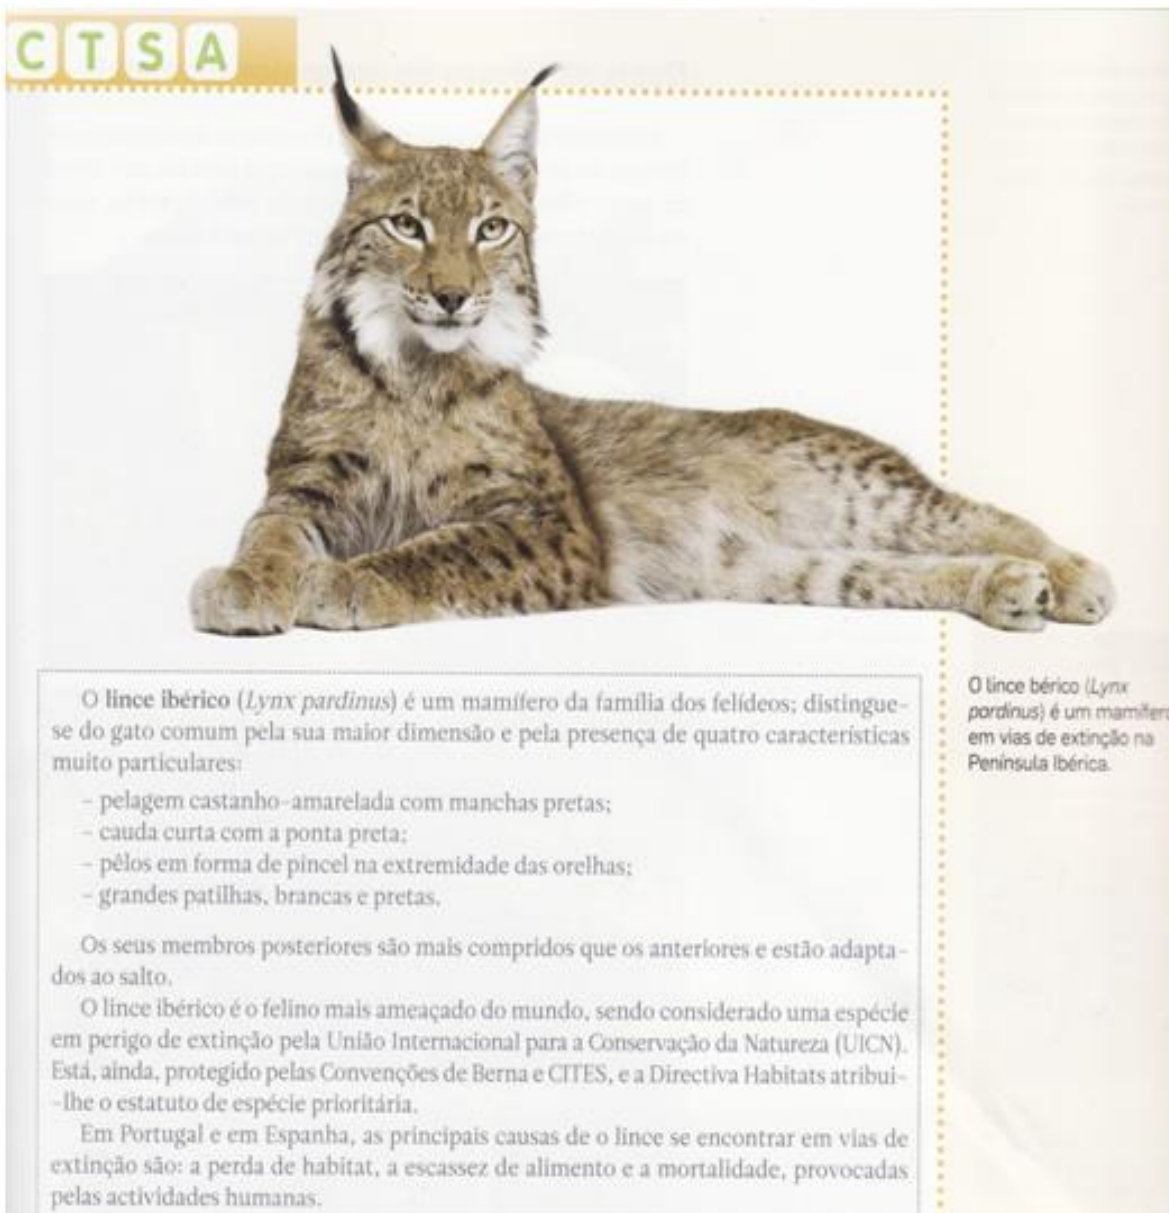 CTSA
O lince ibérico (Lynx pardinus) é um mamífero da família dos felídeos; distingue-
se do gato comum pela sua maior dimensão e pela presença de quatro características
muito particulares:
– pelagem castanho-amarelada com manchas pretas;
– cauda curta com a ponta preta;
– pêlos em forma de pincel na extremidade das orelhas;
– grandes patilhas, brancas e pretas.
Os seus membros posteriores são mais compridos que os anteriores e estão adapta-
dos ao salto.
O lince ibérico é o felino mais ameaçado do mundo, sendo considerado uma espécie
em perigo de extinção pela União Internacional para a Conservação da Natureza (UICN).
Está, ainda, protegido pelas Convenções de Berna e CITES, e a Directiva Habitats atribui-
-lhe o estatuto de espécie prioritária.
Em Portugal e em Espanha, as principais causas de o lince se encontrar em vias de
extinção são: a perda de habitat, a escassez de alimento e a mortalidade, provocadas
pelas actividades humanas.
O lince bérico (Lynx
pardinus) é um mamífer
em vias de extinção na
Península Ibérica.